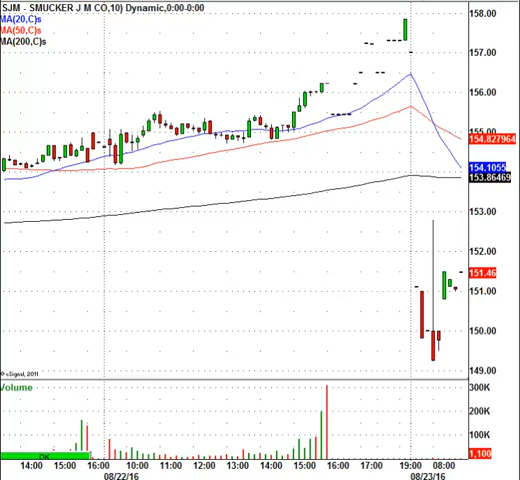 SJM - SMUCKER J M CO,10) Dynamic,0:00-0:00
MA(20,C)s
MA(50,C)s
MA(200,C)s
158.00
157.00
156.00
155.00
154.827964
154.1055
153.86469
153.00
152.00
151.46
151.00
150.00
149.00
© eSignal, 2011
Volume
300K
200K
100K
1,100
14:00 15:00 16:00 10:00 11:00 12:00 13:00 14:00 15:00 16:00 17:00 19:00 08:00
08/22/16 08/23/16